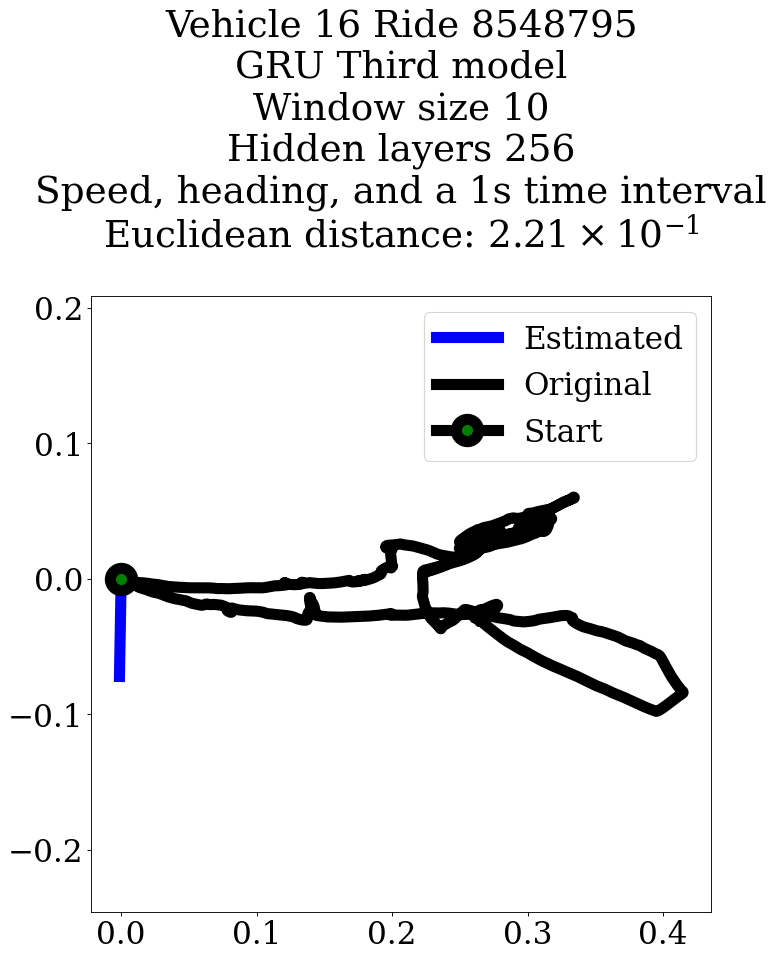 Vehicle 16 Ride 8548795
GRU Third model
Window size 10
Hidden layers 256
Speed, heading, and a 1s time interval
Euclidean distance: 2.21 × 10⁻¹
Estimated
Original
Start
0.2
0.1
0.0
−0.1
−0.2
0.0 0.1 0.2 0.3 0.4